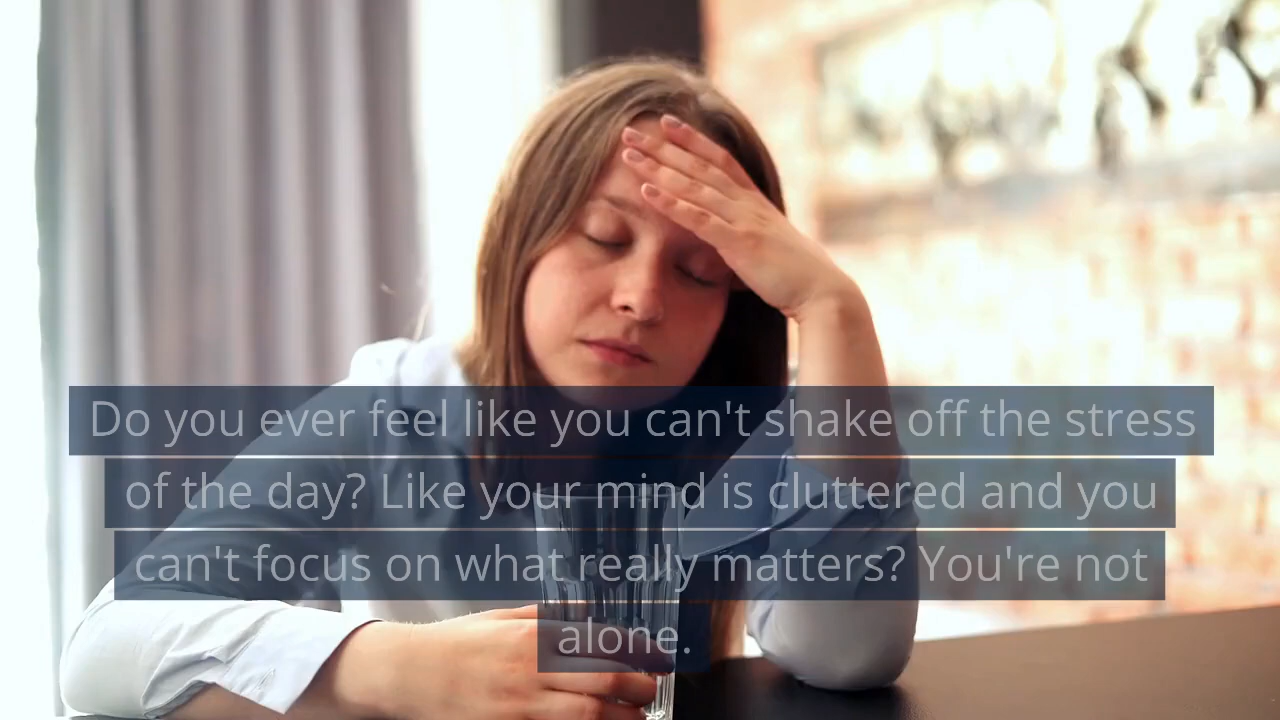 Do you ever feel like you can't shake off the stress
of the day? Like your mind is cluttered and you
can't focus on what really matters? You're not
alone.